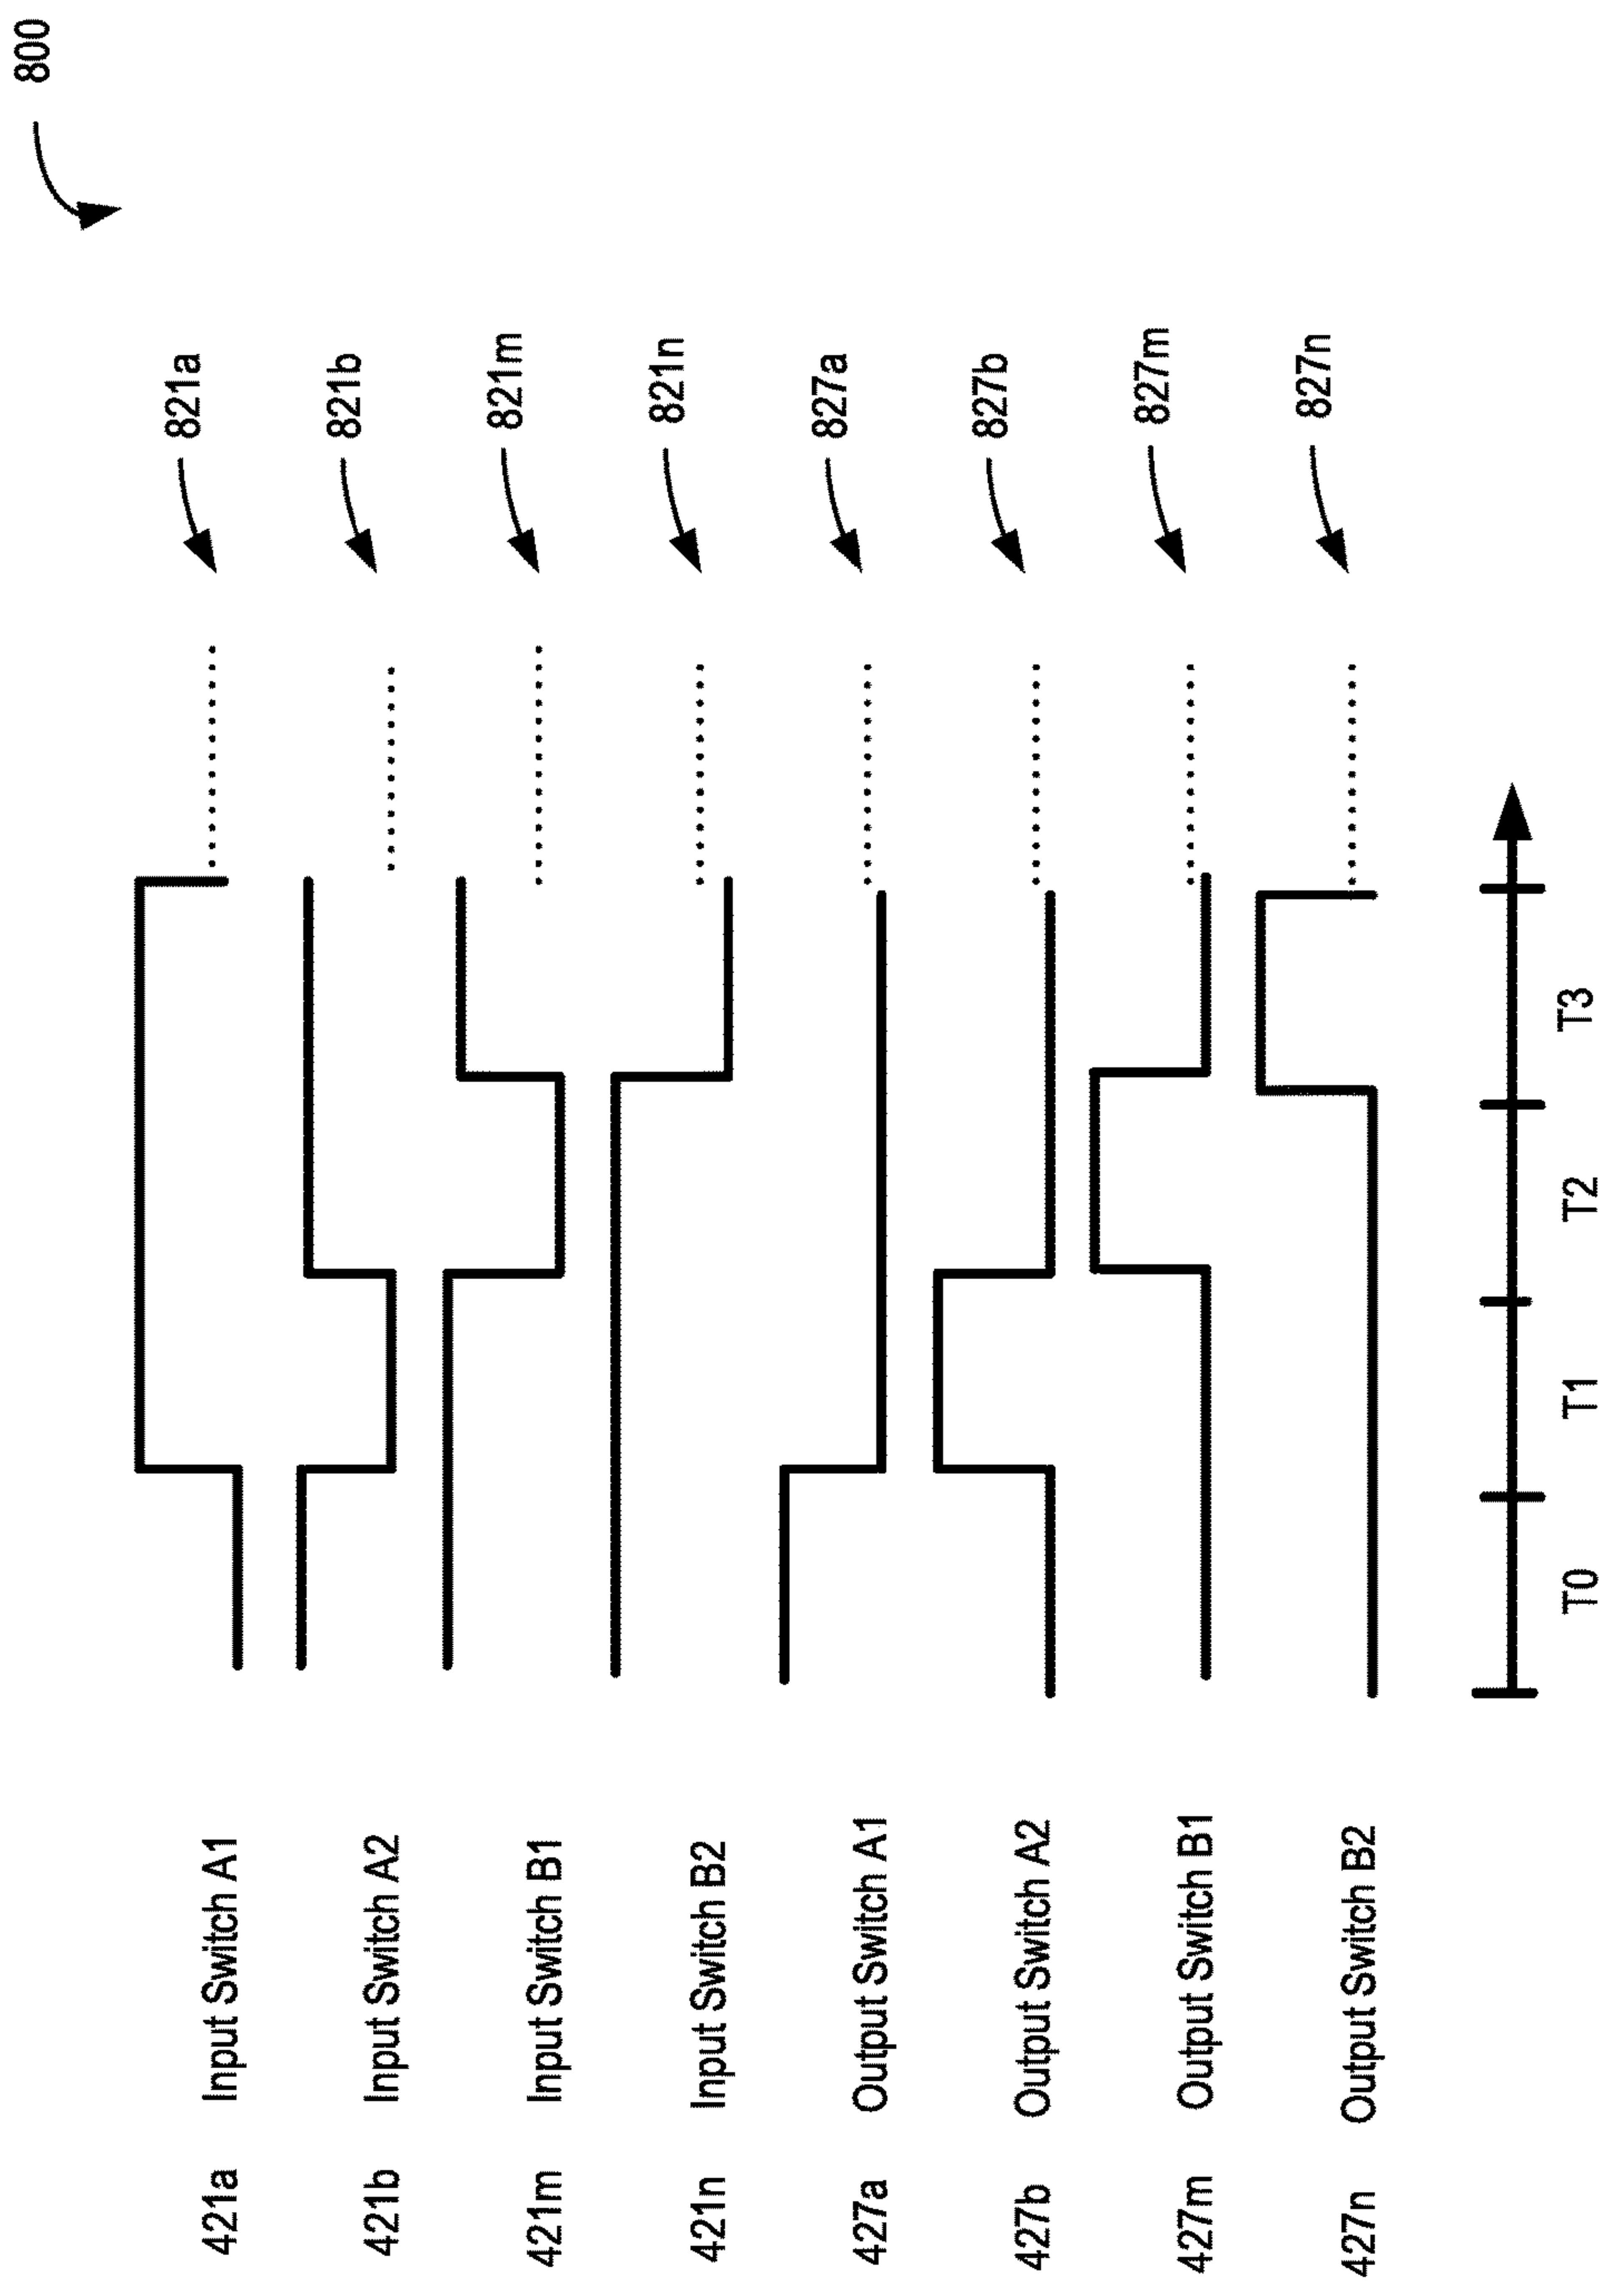 800
421a Input Switch A1 821a
421b Input Switch A2 821b
421m Input Switch B1 821m
421n Input Switch B2 821n
427a Output Switch A1 827a
427b Output Switch A2 827b
427m Output Switch B1 827m
427n Output Switch B2 827n
T0 T1 T2 T3